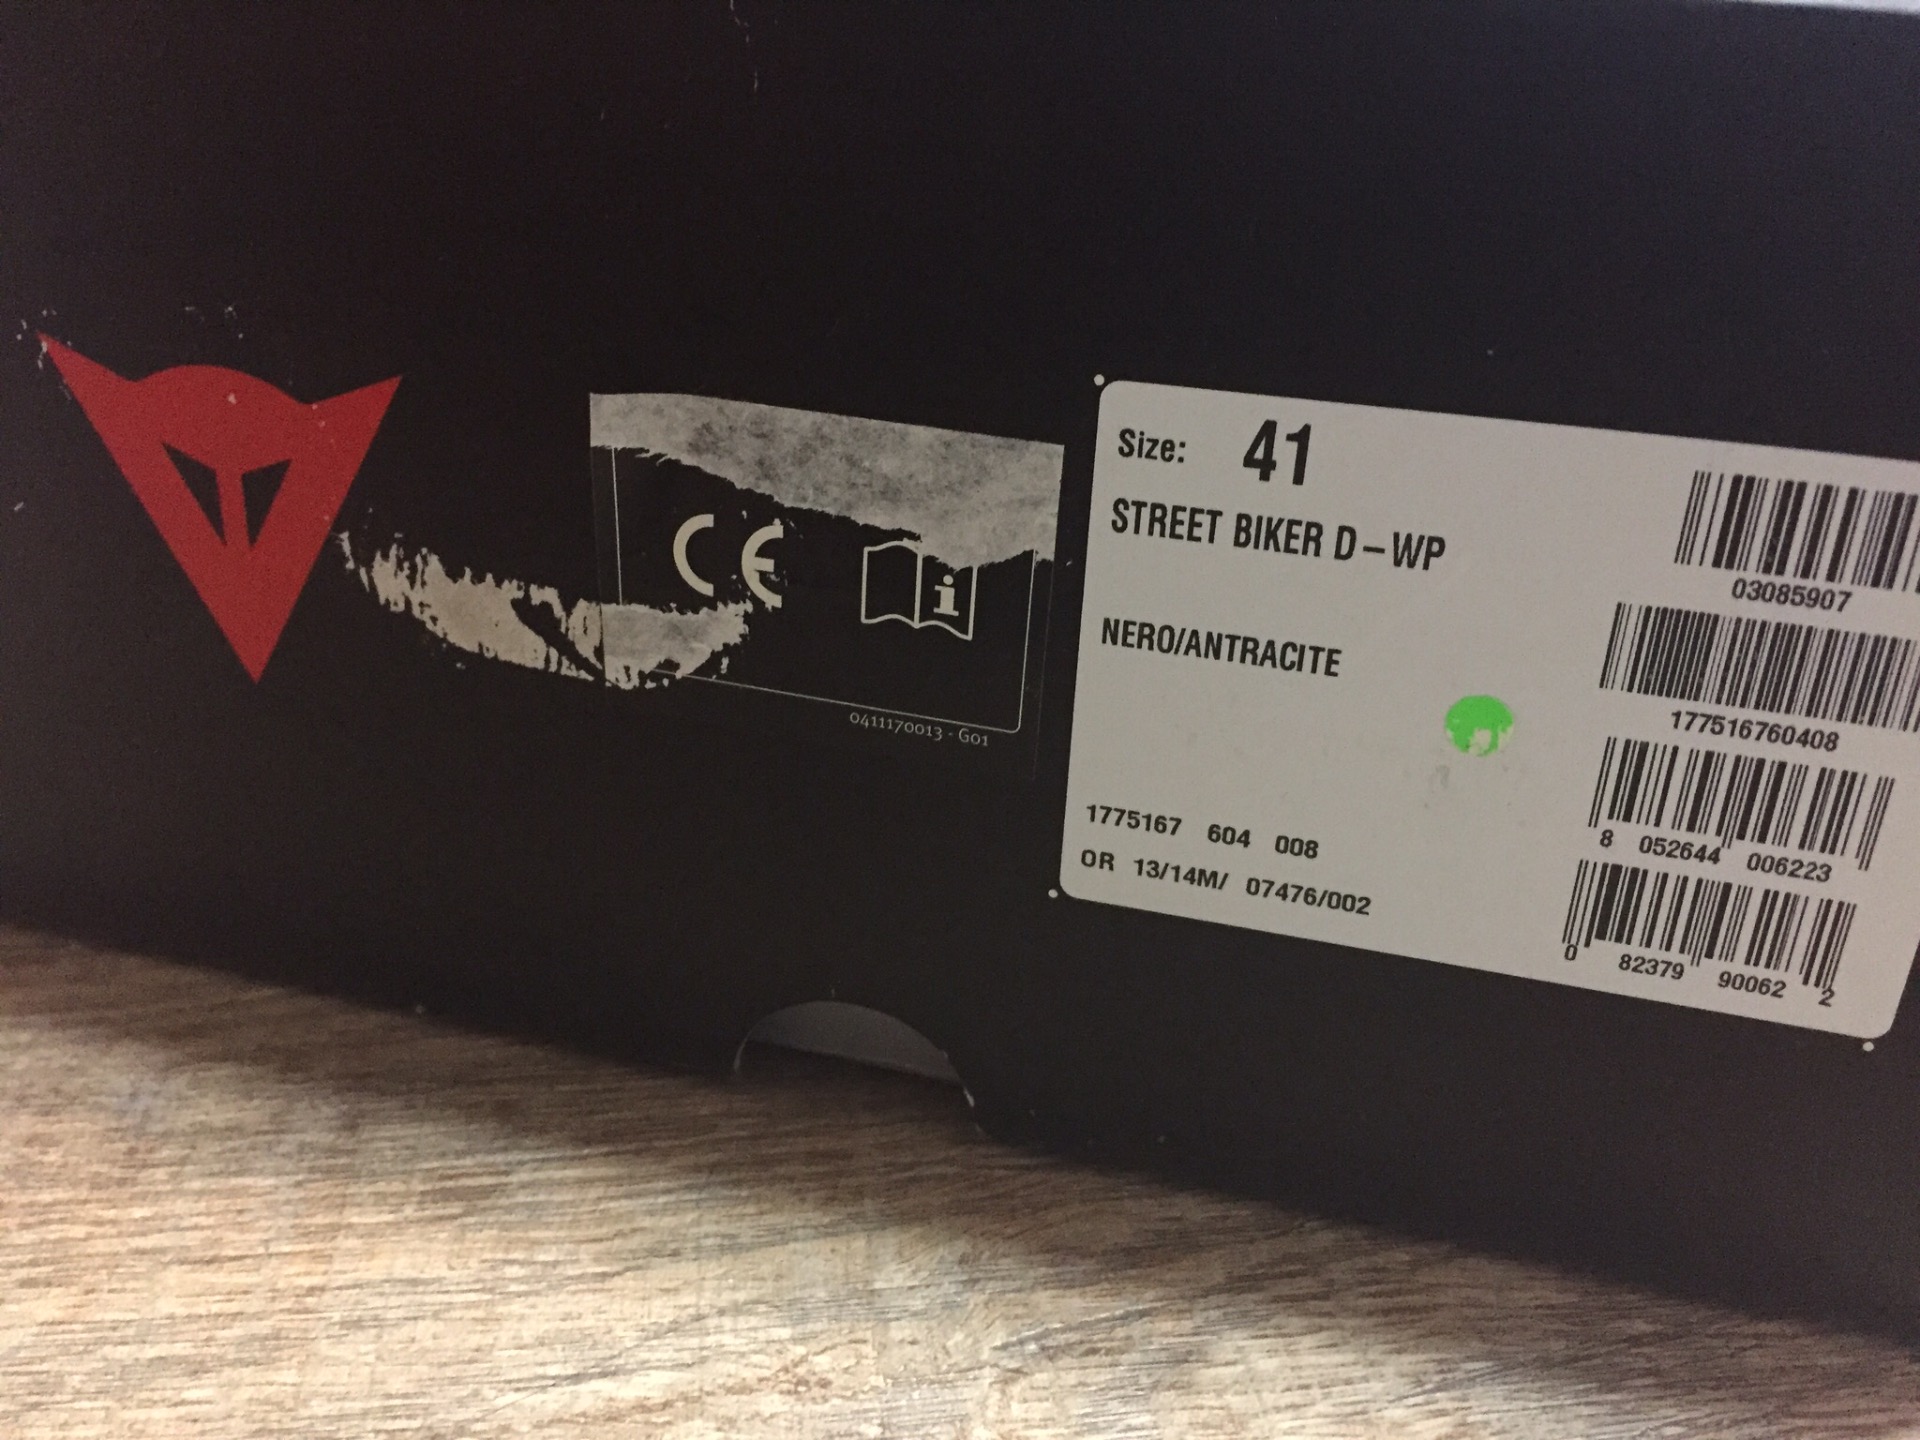 CE
i
0411170013 - G01
Size: 41
STREET BIKER D-WP
NERO/ANTRACITE
1775167 604 008
OR 13/14M/ 07476/002
03085907
177516760408
8 052644 006223
0 82379 90062 2